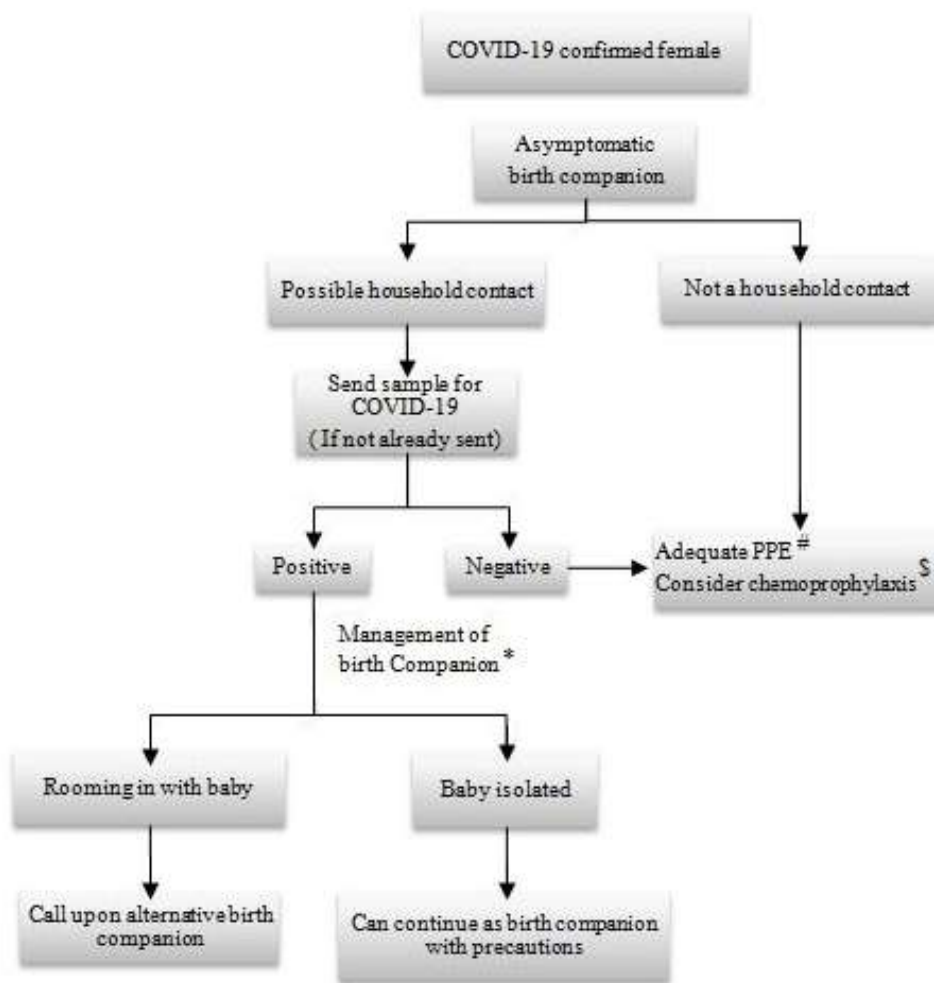 COVID-19 confirmed female
Asymptomatic
birth companion
Possible household contact
Not a household contact
Send sample for
COVID-19
( If not already sent)
Positive
Negative
Adequate PPE #
Consider chemoprophylaxis $
Management of
birth Companion *
Rooming in with baby
Baby isolated
Call upon alternative birth
companion
Can continue as birth companion
with precautions